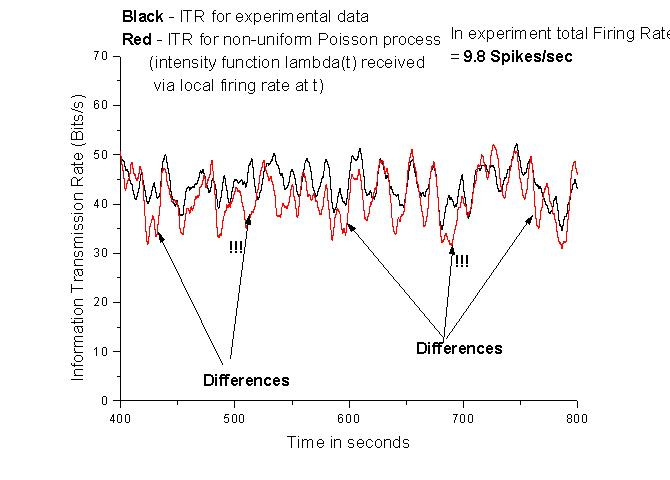 Black - ITR for experimental data
Red - ITR for non-uniform Poisson process
(intensity function lambda(t) received
via local firing rate at t)
In experiment total Firing Rate
= 9.8 Spikes/sec
Information Transmission Rate (Bits/s)
70
60
50
40
30
20
10
0
!!!
!!!
Differences
Differences
400
500
600
700
800
Time in seconds